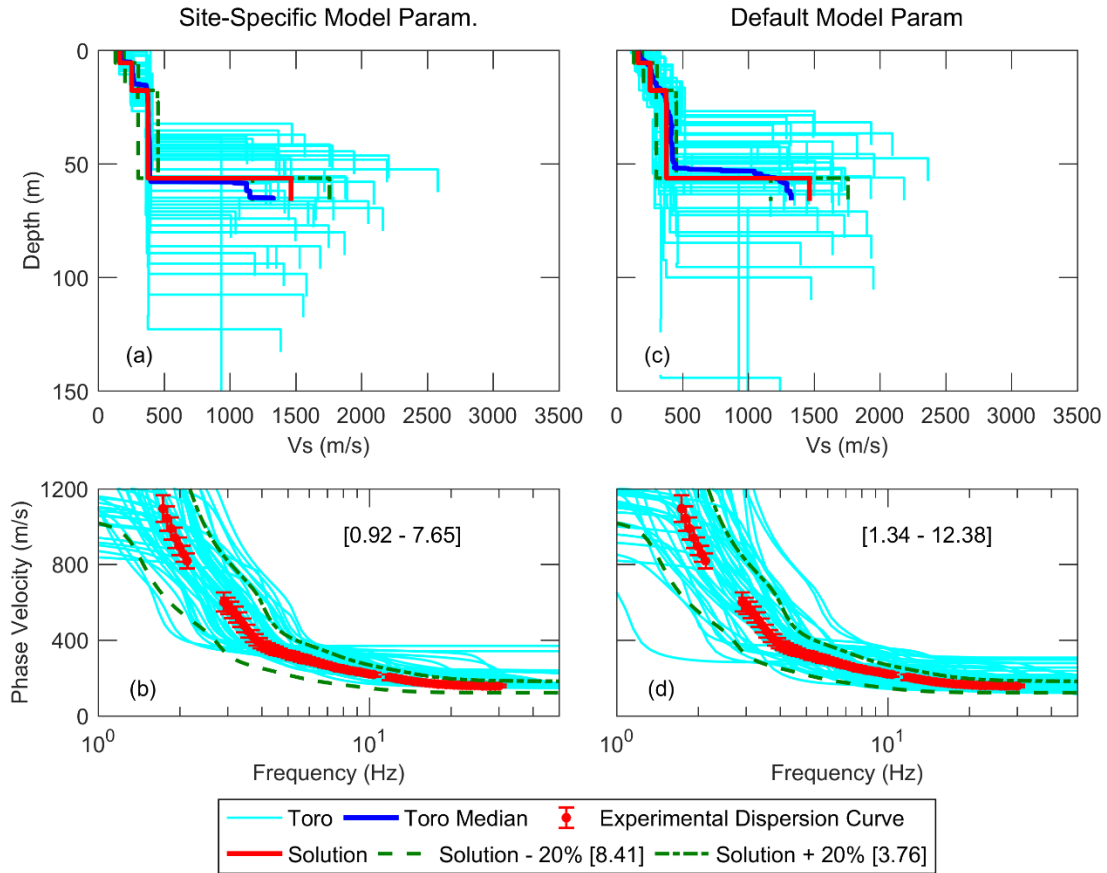 Site-Specific Model Param.
Default Model Param
0
50
100
150
Depth (m)
(a)
0 500 1000 1500 2000 2500 3000 3500
Vs (m/s)
0
50
100
150
(c)
0 500 1000 1500 2000 2500 3000 3500
Vs (m/s)
1200
800
400
0
Phase Velocity (m/s)
[0.92 - 7.65]
(b)
10^0 10^1
Frequency (Hz)
1200
800
400
0
[1.34 - 12.38]
(d)
10^0 10^1
Frequency (Hz)
Toro Toro Median Experimental Dispersion Curve
Solution Solution - 20% [8.41] Solution + 20% [3.76]